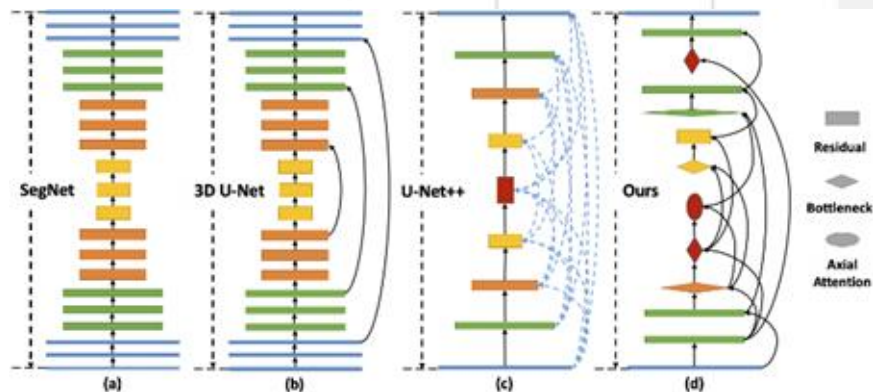 SegNet
3D U-Net
U-Net++
Ours
Residual
Bottleneck
Axial
Attention
(a)
(b)
(c)
(d)